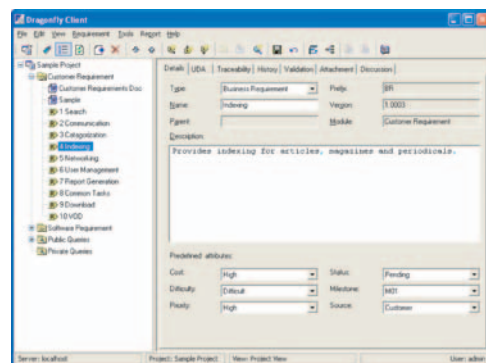 Dragonfly Client
File Edit View Requirement Tools Report Help
Sample Project
Customer Requirement
Customer Requirements Doc
Sample
1 Seach
2 Communication
3 Categorization
4 Indexing
5 Networking
6 User Management
7 Report Generation
8 Common Tasks
9 Download
10 VOD
Software Requirement
Public Queries
Private Queries
Details UDA Traceability History Validation Attachment Discussion
Type: Business Requirement Prefix: BR
Name: Indexing Version: 1.0003
Parent: Module: Customer Requirement
Description:
Provides indexing for articles, magazines and periodicals.
Predefined attributes:
Cost: High Status: Pending
Difficulty: Difficult Milestone: M01
Priority: High Source: Customer
Server: localhost Project: Sample Project View: Project View User: admin